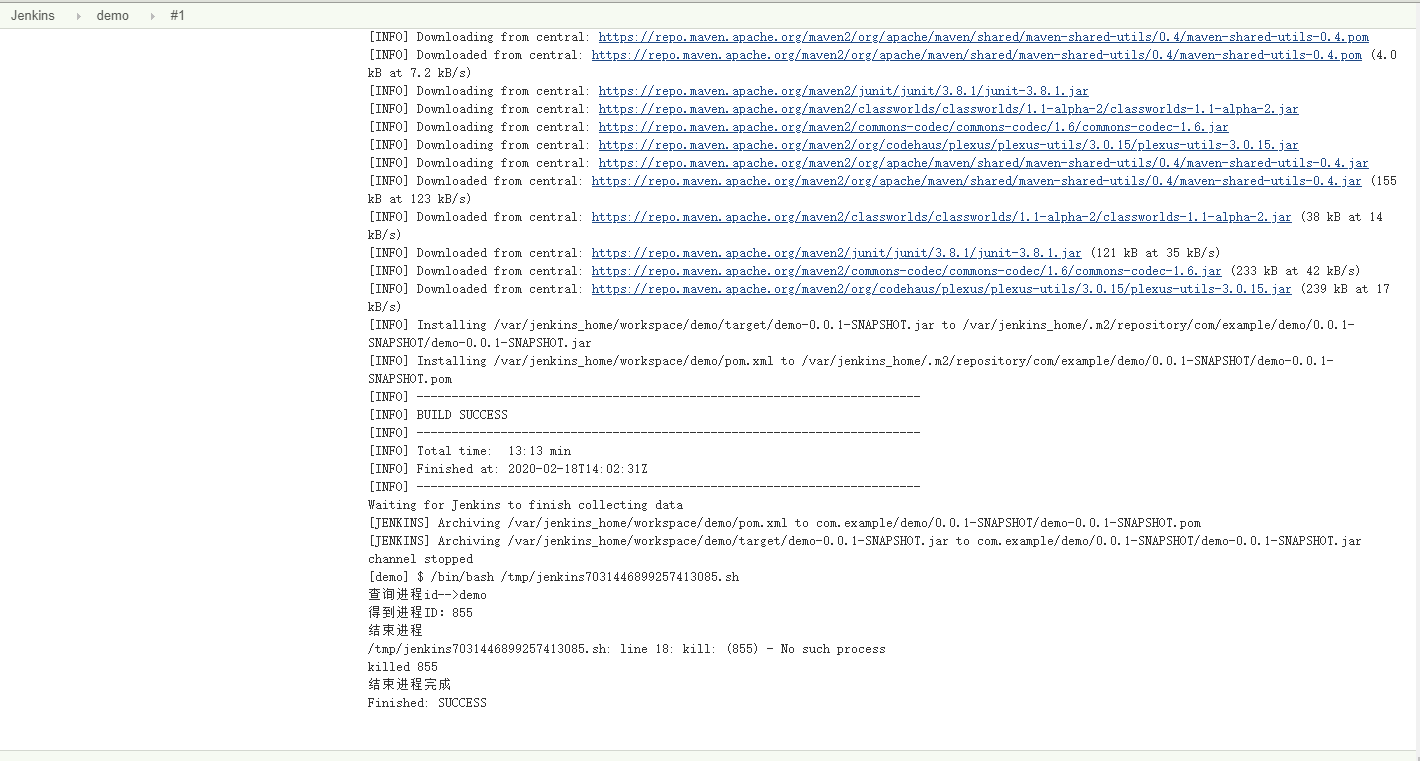 Jenkins › demo › #1
[INFO] Downloading from central: https://repo.maven.apache.org/maven2/org/apache/maven/shared/maven-shared-utils/0.4/maven-shared-utils-0.4.pom
[INFO] Downloaded from central: https://repo.maven.apache.org/maven2/org/apache/maven/shared/maven-shared-utils/0.4/maven-shared-utils-0.4.pom (4.0
kB at 7.2 kB/s)
[INFO] Downloading from central: https://repo.maven.apache.org/maven2/junit/junit/3.8.1/junit-3.8.1.jar
[INFO] Downloading from central: https://repo.maven.apache.org/maven2/classworlds/classworlds/1.1-alpha-2/classworlds-1.1-alpha-2.jar
[INFO] Downloading from central: https://repo.maven.apache.org/maven2/commons-codec/commons-codec/1.6/commons-codec-1.6.jar
[INFO] Downloading from central: https://repo.maven.apache.org/maven2/org/codehaus/plexus/plexus-utils/3.0.15/plexus-utils-3.0.15.jar
[INFO] Downloading from central: https://repo.maven.apache.org/maven2/org/apache/maven/shared/maven-shared-utils/0.4/maven-shared-utils-0.4.jar
[INFO] Downloaded from central: https://repo.maven.apache.org/maven2/org/apache/maven/shared/maven-shared-utils/0.4/maven-shared-utils-0.4.jar (155
kB at 123 kB/s)
[INFO] Downloaded from central: https://repo.maven.apache.org/maven2/classworlds/classworlds/1.1-alpha-2/classworlds-1.1-alpha-2.jar (38 kB at 14
kB/s)
[INFO] Downloaded from central: https://repo.maven.apache.org/maven2/junit/junit/3.8.1/junit-3.8.1.jar (121 kB at 35 kB/s)
[INFO] Downloaded from central: https://repo.maven.apache.org/maven2/commons-codec/commons-codec/1.6/commons-codec-1.6.jar (233 kB at 42 kB/s)
[INFO] Downloaded from central: https://repo.maven.apache.org/maven2/org/codehaus/plexus/plexus-utils/3.0.15/plexus-utils-3.0.15.jar (239 kB at 17
kB/s)
[INFO] Installing /var/jenkins_home/workspace/demo/target/demo-0.0.1-SNAPSHOT.jar to /var/jenkins_home/.m2/repository/com/example/demo/0.0.1-
SNAPSHOT/demo-0.0.1-SNAPSHOT.jar
[INFO] Installing /var/jenkins_home/workspace/demo/pom.xml to /var/jenkins_home/.m2/repository/com/example/demo/0.0.1-SNAPSHOT/demo-0.0.1-
SNAPSHOT.pom
[INFO] ------------------------------------------------------------------------
[INFO] BUILD SUCCESS
[INFO] ------------------------------------------------------------------------
[INFO] Total time:  13:13 min
[INFO] Finished at: 2020-02-18T14:02:31Z
[INFO] ------------------------------------------------------------------------
Waiting for Jenkins to finish collecting data
[JENKINS] Archiving /var/jenkins_home/workspace/demo/pom.xml to com.example/demo/0.0.1-SNAPSHOT/demo-0.0.1-SNAPSHOT.pom
[JENKINS] Archiving /var/jenkins_home/workspace/demo/target/demo-0.0.1-SNAPSHOT.jar to com.example/demo/0.0.1-SNAPSHOT/demo-0.0.1-SNAPSHOT.jar
channel stopped
[demo] $ /bin/bash /tmp/jenkins7031446899257413085.sh
查询进程id-->demo
得到进程ID：855
结束进程
/tmp/jenkins7031446899257413085.sh: line 18: kill: (855) - No such process
killed 855
结束进程完成
Finished: SUCCESS